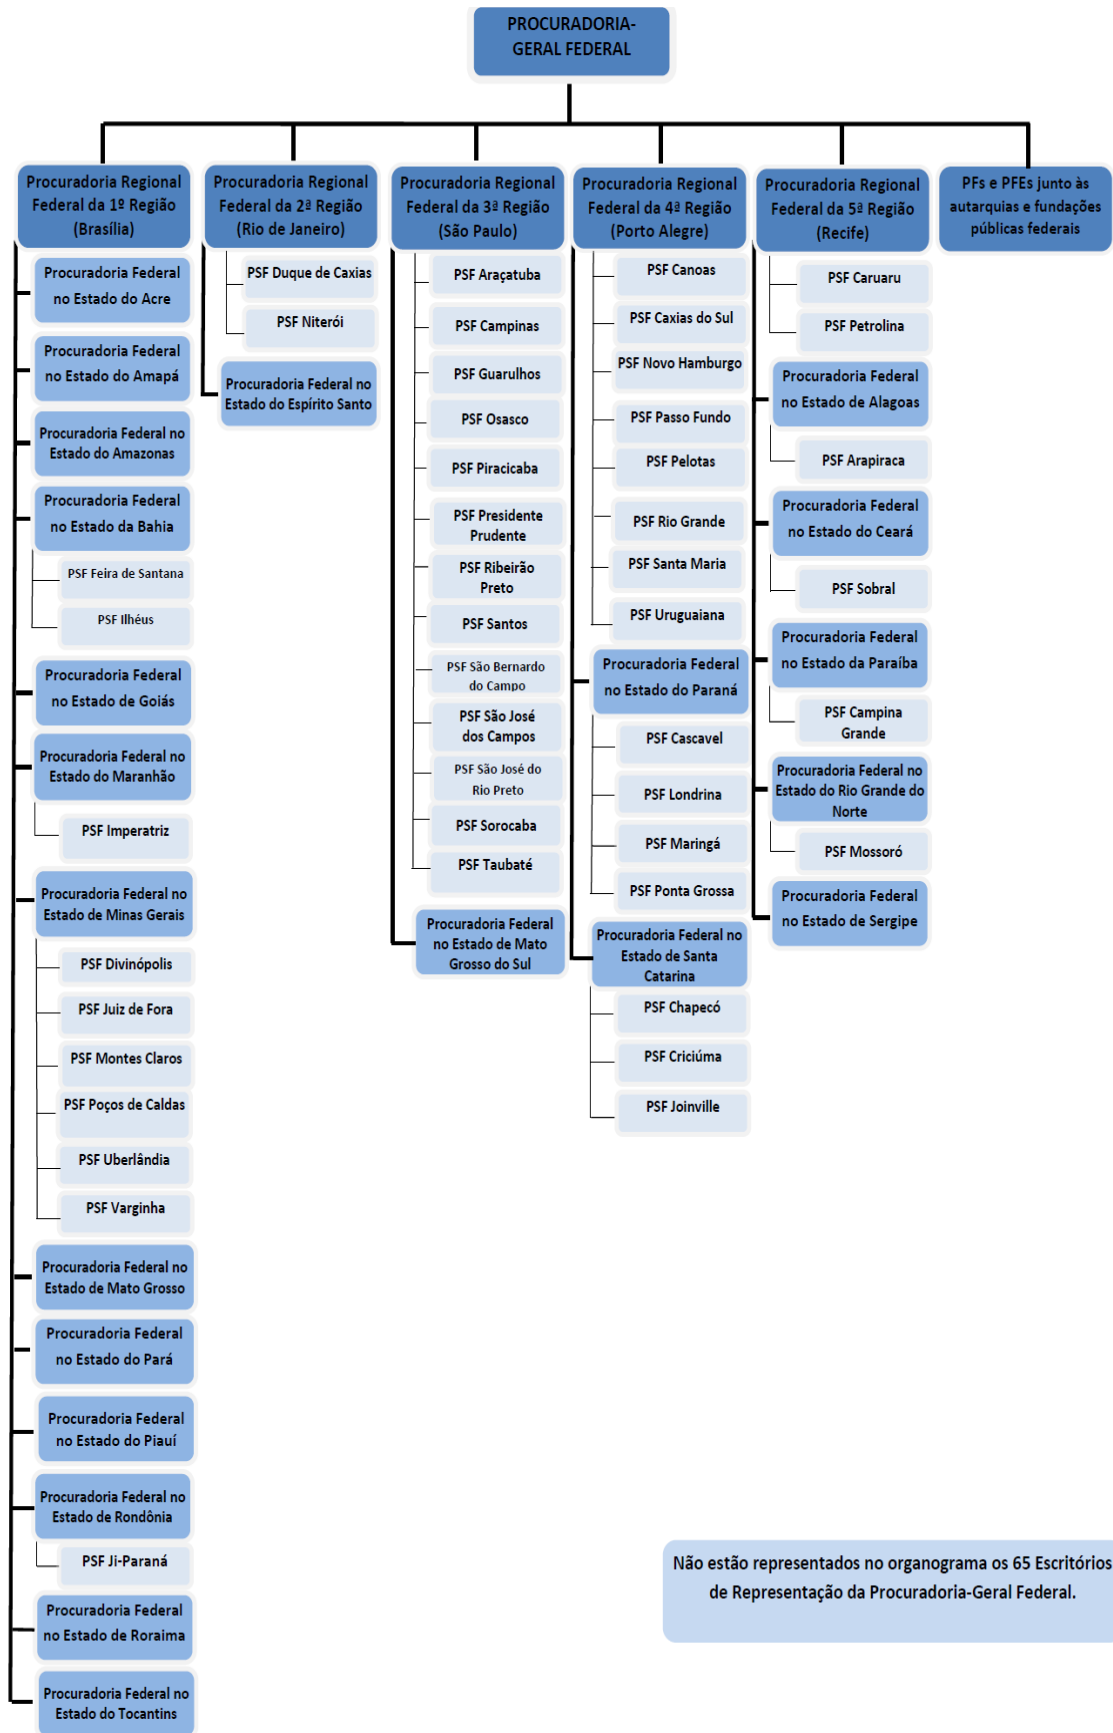 PROCURADORIA-
GERAL FEDERAL
Procuradoria Regional
Federal da 1º Região
(Brasília)
Procuradoria Federal
no Estado do Acre
Procuradoria Federal
no Estado do Amapá
Procuradoria Federal no
Estado do Amazonas
Procuradoria Federal
no Estado da Bahia
PSF Feira de Santana
PSF Ilhéus
Procuradoria Federal
no Estado de Goiás
Procuradoria Federal no
Estado do Maranhão
PSF Imperatriz
Procuradoria Federal no
Estado de Minas Gerais
PSF Divinópolis
PSF Juiz de Fora
PSF Montes Claros
PSF Poços de Caldas
PSF Uberlândia
PSF Varginha
Procuradoria Federal no
Estado de Mato Grosso
Procuradoria Federal
no Estado do Pará
Procuradoria Federal
no Estado do Piauí
Procuradoria Federal no
Estado de Rondônia
PSF Ji-Paraná
Procuradoria Federal
no Estado de Roraima
Procuradoria Federal no
Estado do Tocantins
Procuradoria Regional
Federal da 2ª Região
(Rio de Janeiro)
PSF Duque de Caxias
PSF Niterói
Procuradoria Federal no
Estado do Espírito Santo
Procuradoria Regional
Federal da 3ª Região
(São Paulo)
PSF Araçatuba
PSF Campinas
PSF Guarulhos
PSF Osasco
PSF Piracicaba
PSF Presidente
Prudente
PSF Ribeirão
Preto
PSF Santos
PSF São Bernardo
do Campo
PSF São José
dos Campos
PSF São José do
Rio Preto
PSF Sorocaba
PSF Taubaté
Procuradoria Federal
no Estado de Mato
Grosso do Sul
Procuradoria Regional
Federal da 4ª Região
(Porto Alegre)
PSF Canoas
PSF Caxias do Sul
PSF Novo Hamburgo
PSF Passo Fundo
PSF Pelotas
PSF Rio Grande
PSF Santa Maria
PSF Uruguaiana
Procuradoria Federal
no Estado do Paraná
PSF Cascavel
PSF Londrina
PSF Maringá
PSF Ponta Grossa
Procuradoria Federal no
Estado de Santa
Catarina
PSF Chapecó
PSF Criciúma
PSF Joinville
Procuradoria Regional
Federal da 5ª Região
(Recife)
PSF Caruaru
PSF Petrolina
Procuradoria Federal
no Estado de Alagoas
PSF Arapiraca
Procuradoria Federal
no Estado do Ceará
PSF Sobral
Procuradoria Federal
no Estado da Paraíba
PSF Campina
Grande
Procuradoria Federal no
Estado do Rio Grande do
Norte
PSF Mossoró
Procuradoria Federal
no Estado de Sergipe
PFs e PFEs junto às
autarquias e fundações
públicas federais
Não estão representados no organograma os 65 Escritórios
de Representação da Procuradoria-Geral Federal.